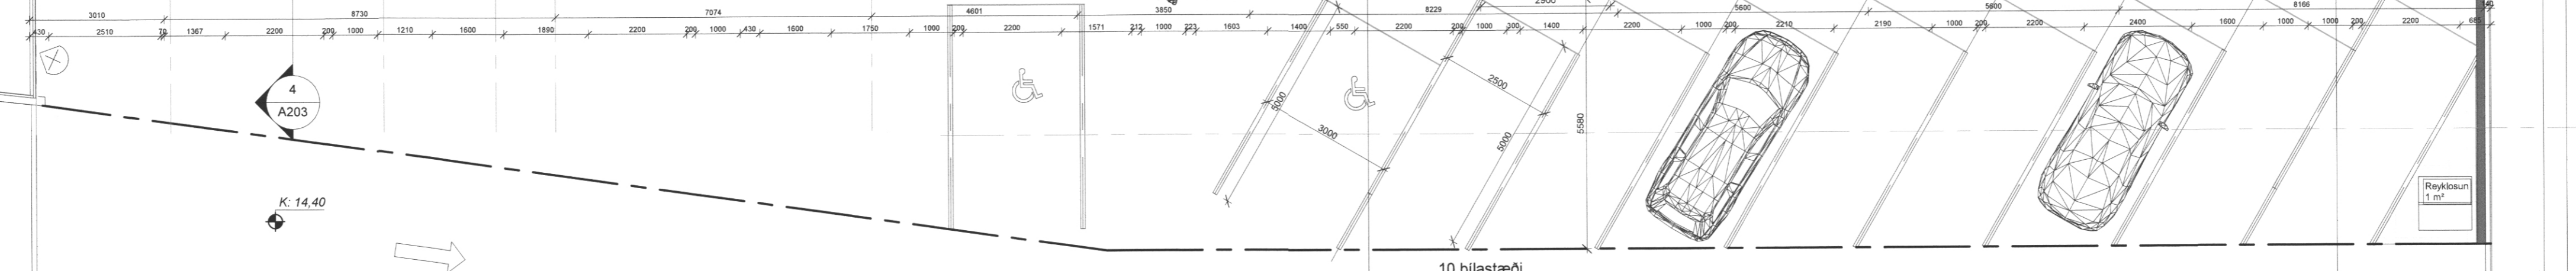 3010 8730 7074 4601 3850 8229 2900 5600 5600 8166 140
430 2510 70 1367 2200 200 1000 1210 1600 1890 2200 200 1000 430 1600 1750 1000 200 2200 1571 212 1000 223 1603 1400 550 2200 200 1000 300 1400 2200 1000 200 2210 2190 1000 200 2200 2400 1600 1000 1000 200 2200 685
4
A203
5000
3000
2500
5000
5580
K: 14,40
Reyklosun
1 m²
10 bílastæði